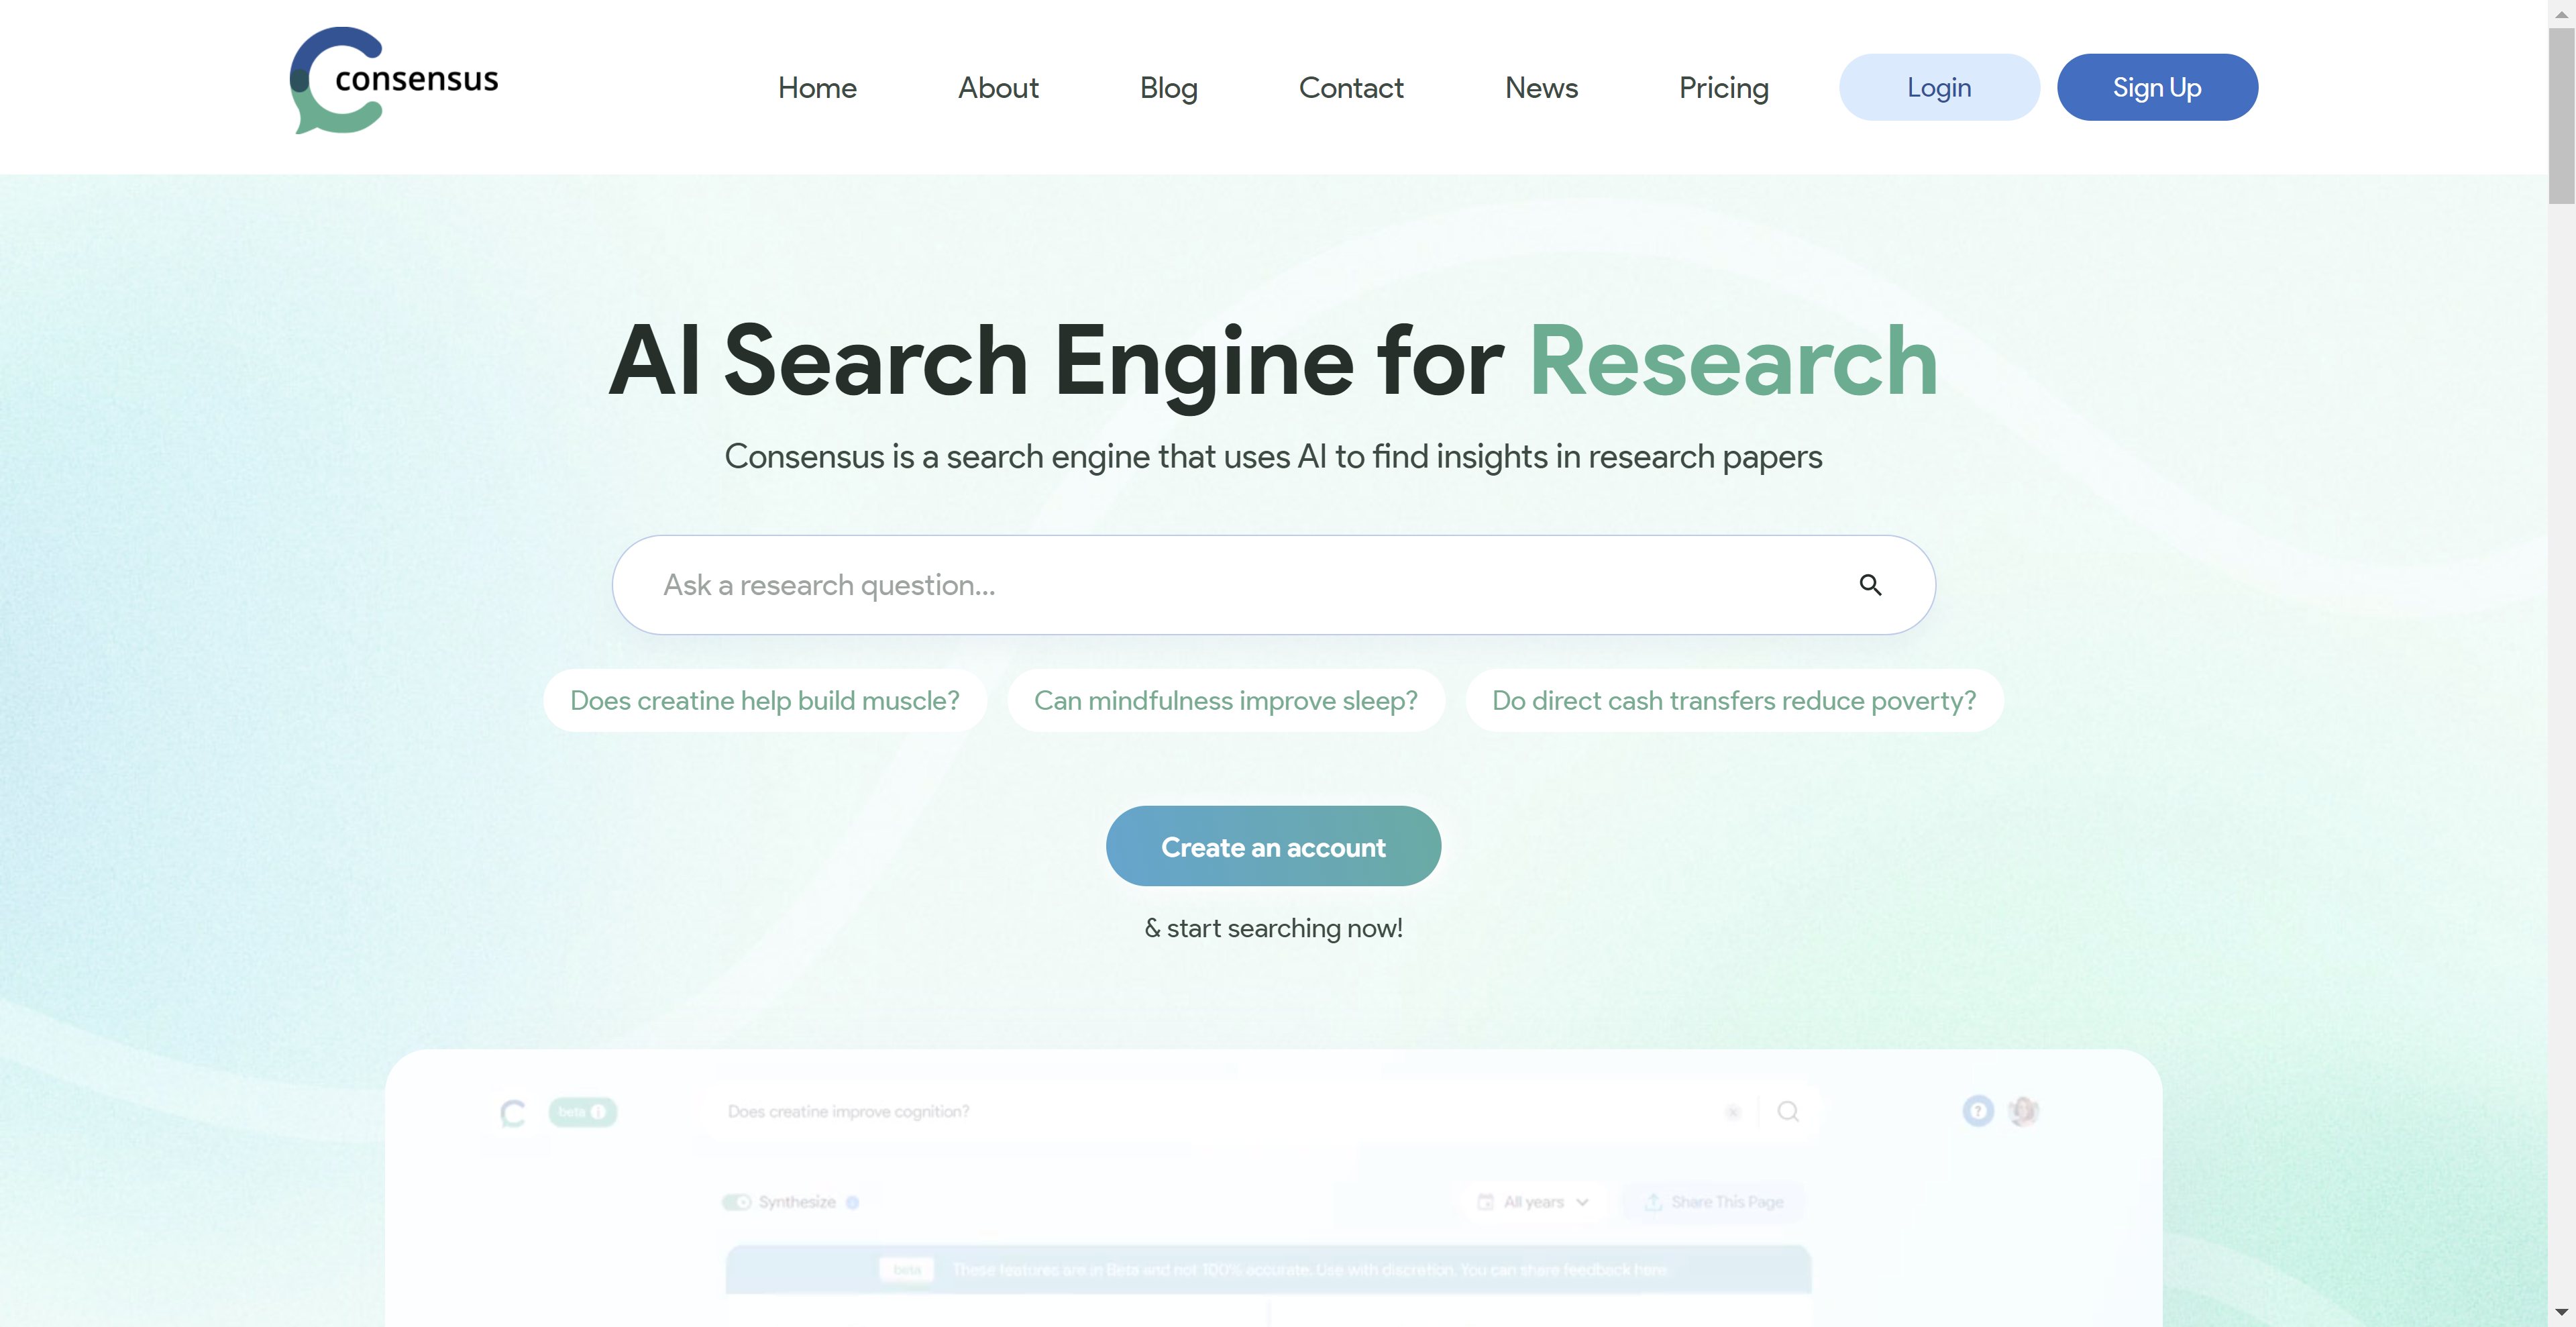 consensus
Home
About
Blog
Contact
News
Pricing
Login
Sign Up
AI Search Engine for Research
Consensus is a search engine that uses AI to find insights in research papers
Ask a research question...
Does creatine help build muscle?
Can mindfulness improve sleep?
Do direct cash transfers reduce poverty?
Create an account
& start searching now!
beta
Does creatine improve cognition?
Synthesize
All years
Share This Page
beta
These features are in Beta and not 100% accurate. Use with discretion. You can share feedback here